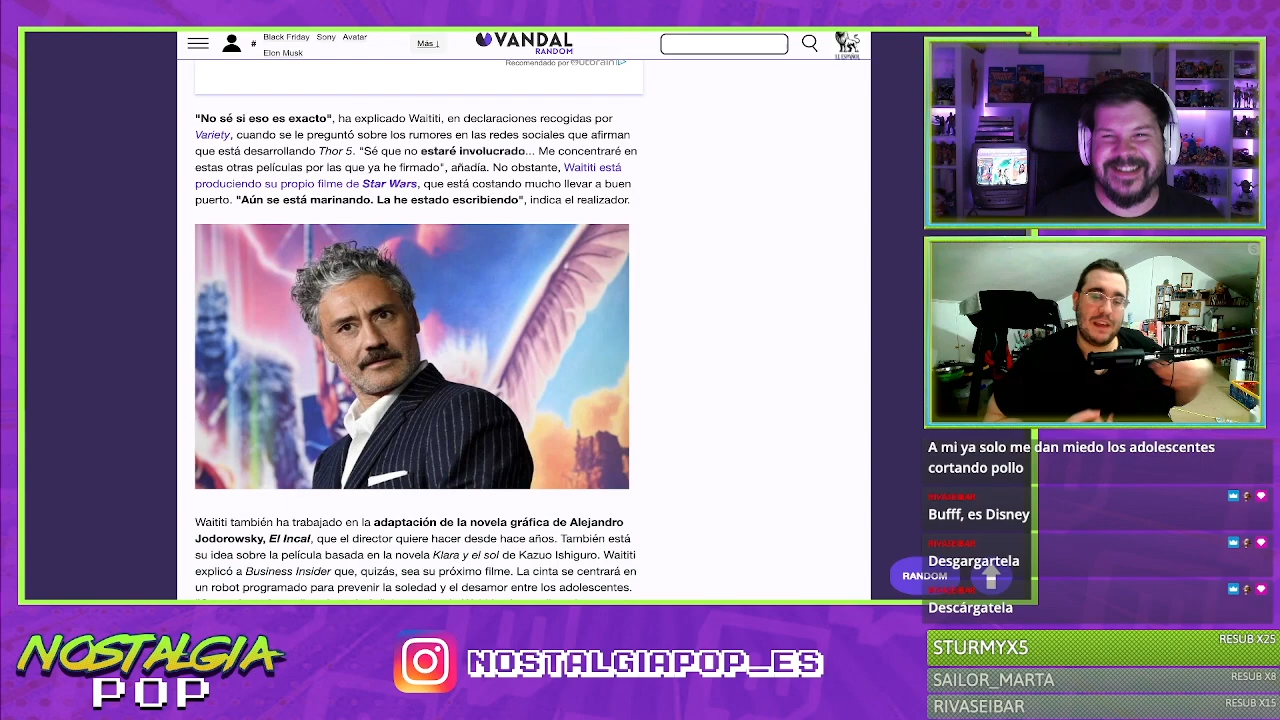 # Black Friday Sony Avatar
Elon Musk
Más ↓
VANDAL
RANDOM
EL ESPAÑOL
Recomendado por
"No sé si eso es exacto", ha explicado Waititi, en declaraciones recogidas por
Variety, cuando se le preguntó sobre los rumores en las redes sociales que afirman
que está desarrollando Thor 5. "Sé que no estaré involucrado... Me concentraré en
estas otras películas por las que ya he firmado", añadía. No obstante, Waititi está
produciendo su propio filme de Star Wars, que está costando mucho llevar a buen
puerto. "Aún se está marinando. La he estado escribiendo", indica el realizador.
Waititi también ha trabajado en la adaptación de la novela gráfica de Alejandro
Jodorowsky, El Incal, que el director quiere hacer desde hace años. También está
su idea de la película basada en la novela Klara y el sol de Kazuo Ishiguro. Waititi
explicó a Business Insider que, quizás, sea su próximo filme. La cinta se centrará en
un robot programado para prevenir la soledad y el desamor entre los adolescentes.
RANDOM
A mi ya solo me dan miedo los adolescentes
cortando pollo
RIVASEIBAR
Bufff, es Disney
RIVASEIBAR
Desgargartela
RIVASEIBAR
Descárgatela
STURMYX5 RESUB X25
SAILOR_MARTA RESUB X8
RIVASEIBAR RESUB X15
NOSTALGIA
POP
NOSTALGIAPOP_ES